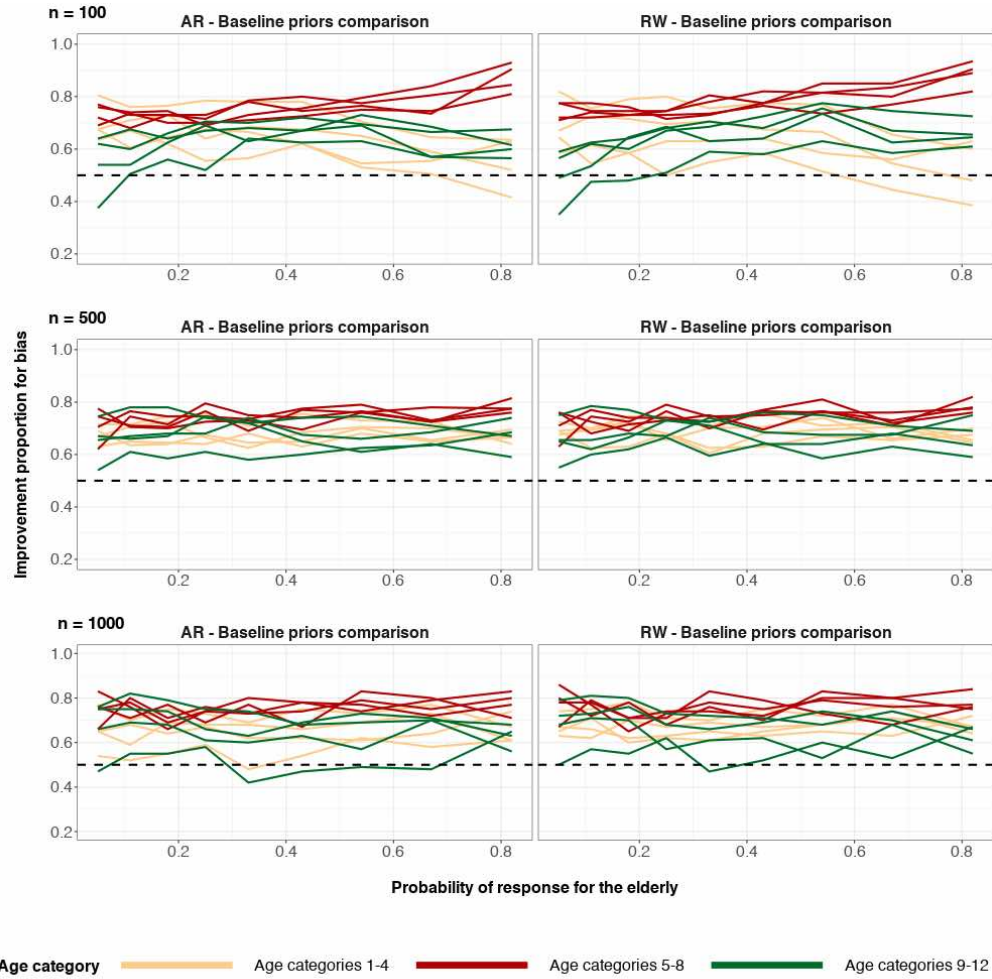 n = 100
AR - Baseline priors comparison
RW - Baseline priors comparison
1.0
0.8
0.6
0.4
0.2
0.2 0.4 0.6 0.8
0.2 0.4 0.6 0.8
n = 500
AR - Baseline priors comparison
RW - Baseline priors comparison
1.0
0.8
0.6
0.4
0.2
0.2 0.4 0.6 0.8
0.2 0.4 0.6 0.8
Improvement proportion for bias
n = 1000
AR - Baseline priors comparison
RW - Baseline priors comparison
1.0
0.8
0.6
0.4
0.2
0.2 0.4 0.6 0.8
0.2 0.4 0.6 0.8
Probability of response for the elderly
Age category Age categories 1-4 Age categories 5-8 Age categories 9-12